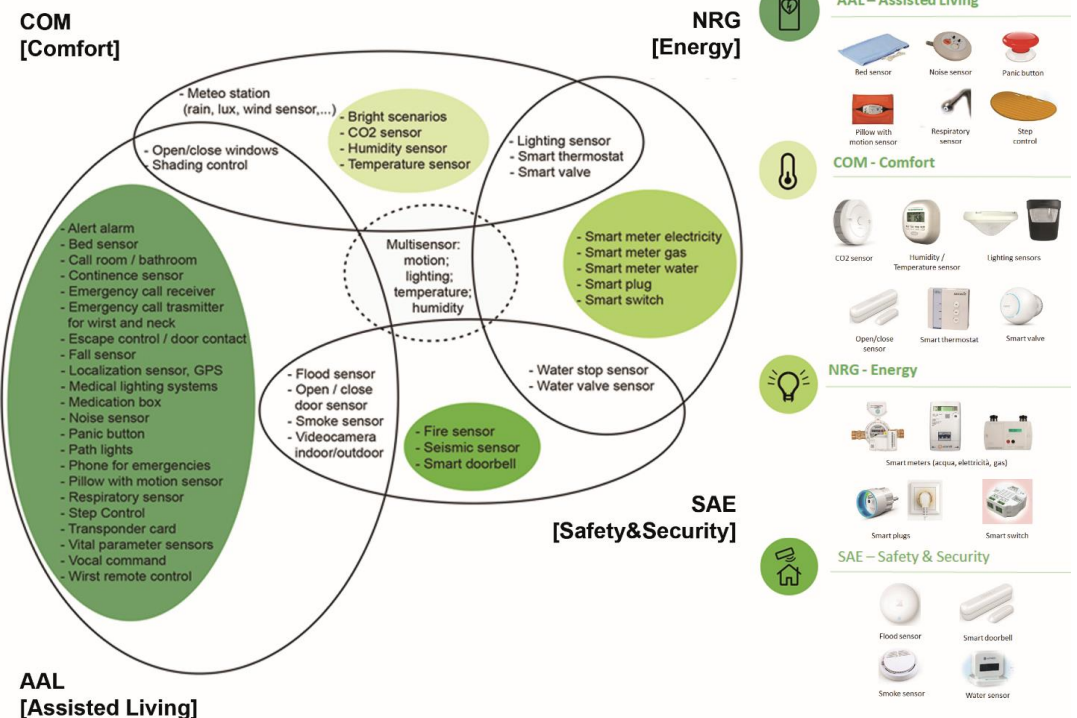 COM
[Comfort]
NRG
[Energy]
- Meteo station
(rain, lux, wind sensor,...)
- Bright scenarios
- CO2 sensor
- Humidity sensor
- Temperature sensor
- Open/close windows
- Shading control
- Lighting sensor
- Smart thermostat
- Smart valve
- Alert alarm
- Bed sensor
- Call room / bathroom
- Continence sensor
- Emergency call receiver
- Emergency call trasmitter
for wirst and neck
- Escape control / door contact
- Fall sensor
- Localization sensor, GPS
- Medical lighting systems
- Medication box
- Noise sensor
- Panic button
- Path lights
- Phone for emergencies
- Pillow with motion sensor
- Respiratory sensor
- Step Control
- Transponder card
- Vital parameter sensors
- Vocal command
- Wirst remote control
Multisensor:
motion;
lighting;
temperature;
humidity
- Smart meter electricity
- Smart meter gas
- Smart meter water
- Smart plug
- Smart switch
- Flood sensor
- Open / close
door sensor
- Smoke sensor
- Videocamera
indoor/outdoor
- Water stop sensor
- Water valve sensor
- Fire sensor
- Seismic sensor
- Smart doorbell
SAE
[Safety&Security]
AAL
[Assisted Living]
AAL – Assisted Living
Bed sensor
Noise sensor
Panic button
Pillow with
motion sensor
Respiratory
sensor
Step
control
COM - Comfort
CO2 sensor
Humidity /
Temperature sensor
Lighting sensors
Open/close
sensor
Smart thermostat
Smart valve
NRG - Energy
Smart meters (acqua, elettricità, gas)
Smart plugs
Smart switch
SAE – Safety & Security
Flood sensor
Smart doorbell
Smoke sensor
Water sensor